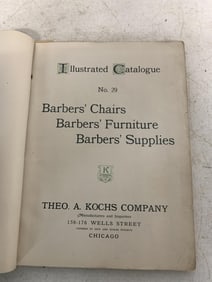 Illustrated Catalogue
No. 29
Barbers' Chairs
Barbers' Furniture
Barbers' Supplies
K
THEO. A. KOCHS COMPANY
Manufacturers and Importers
158-176 WELLS STREET
CHICAGO